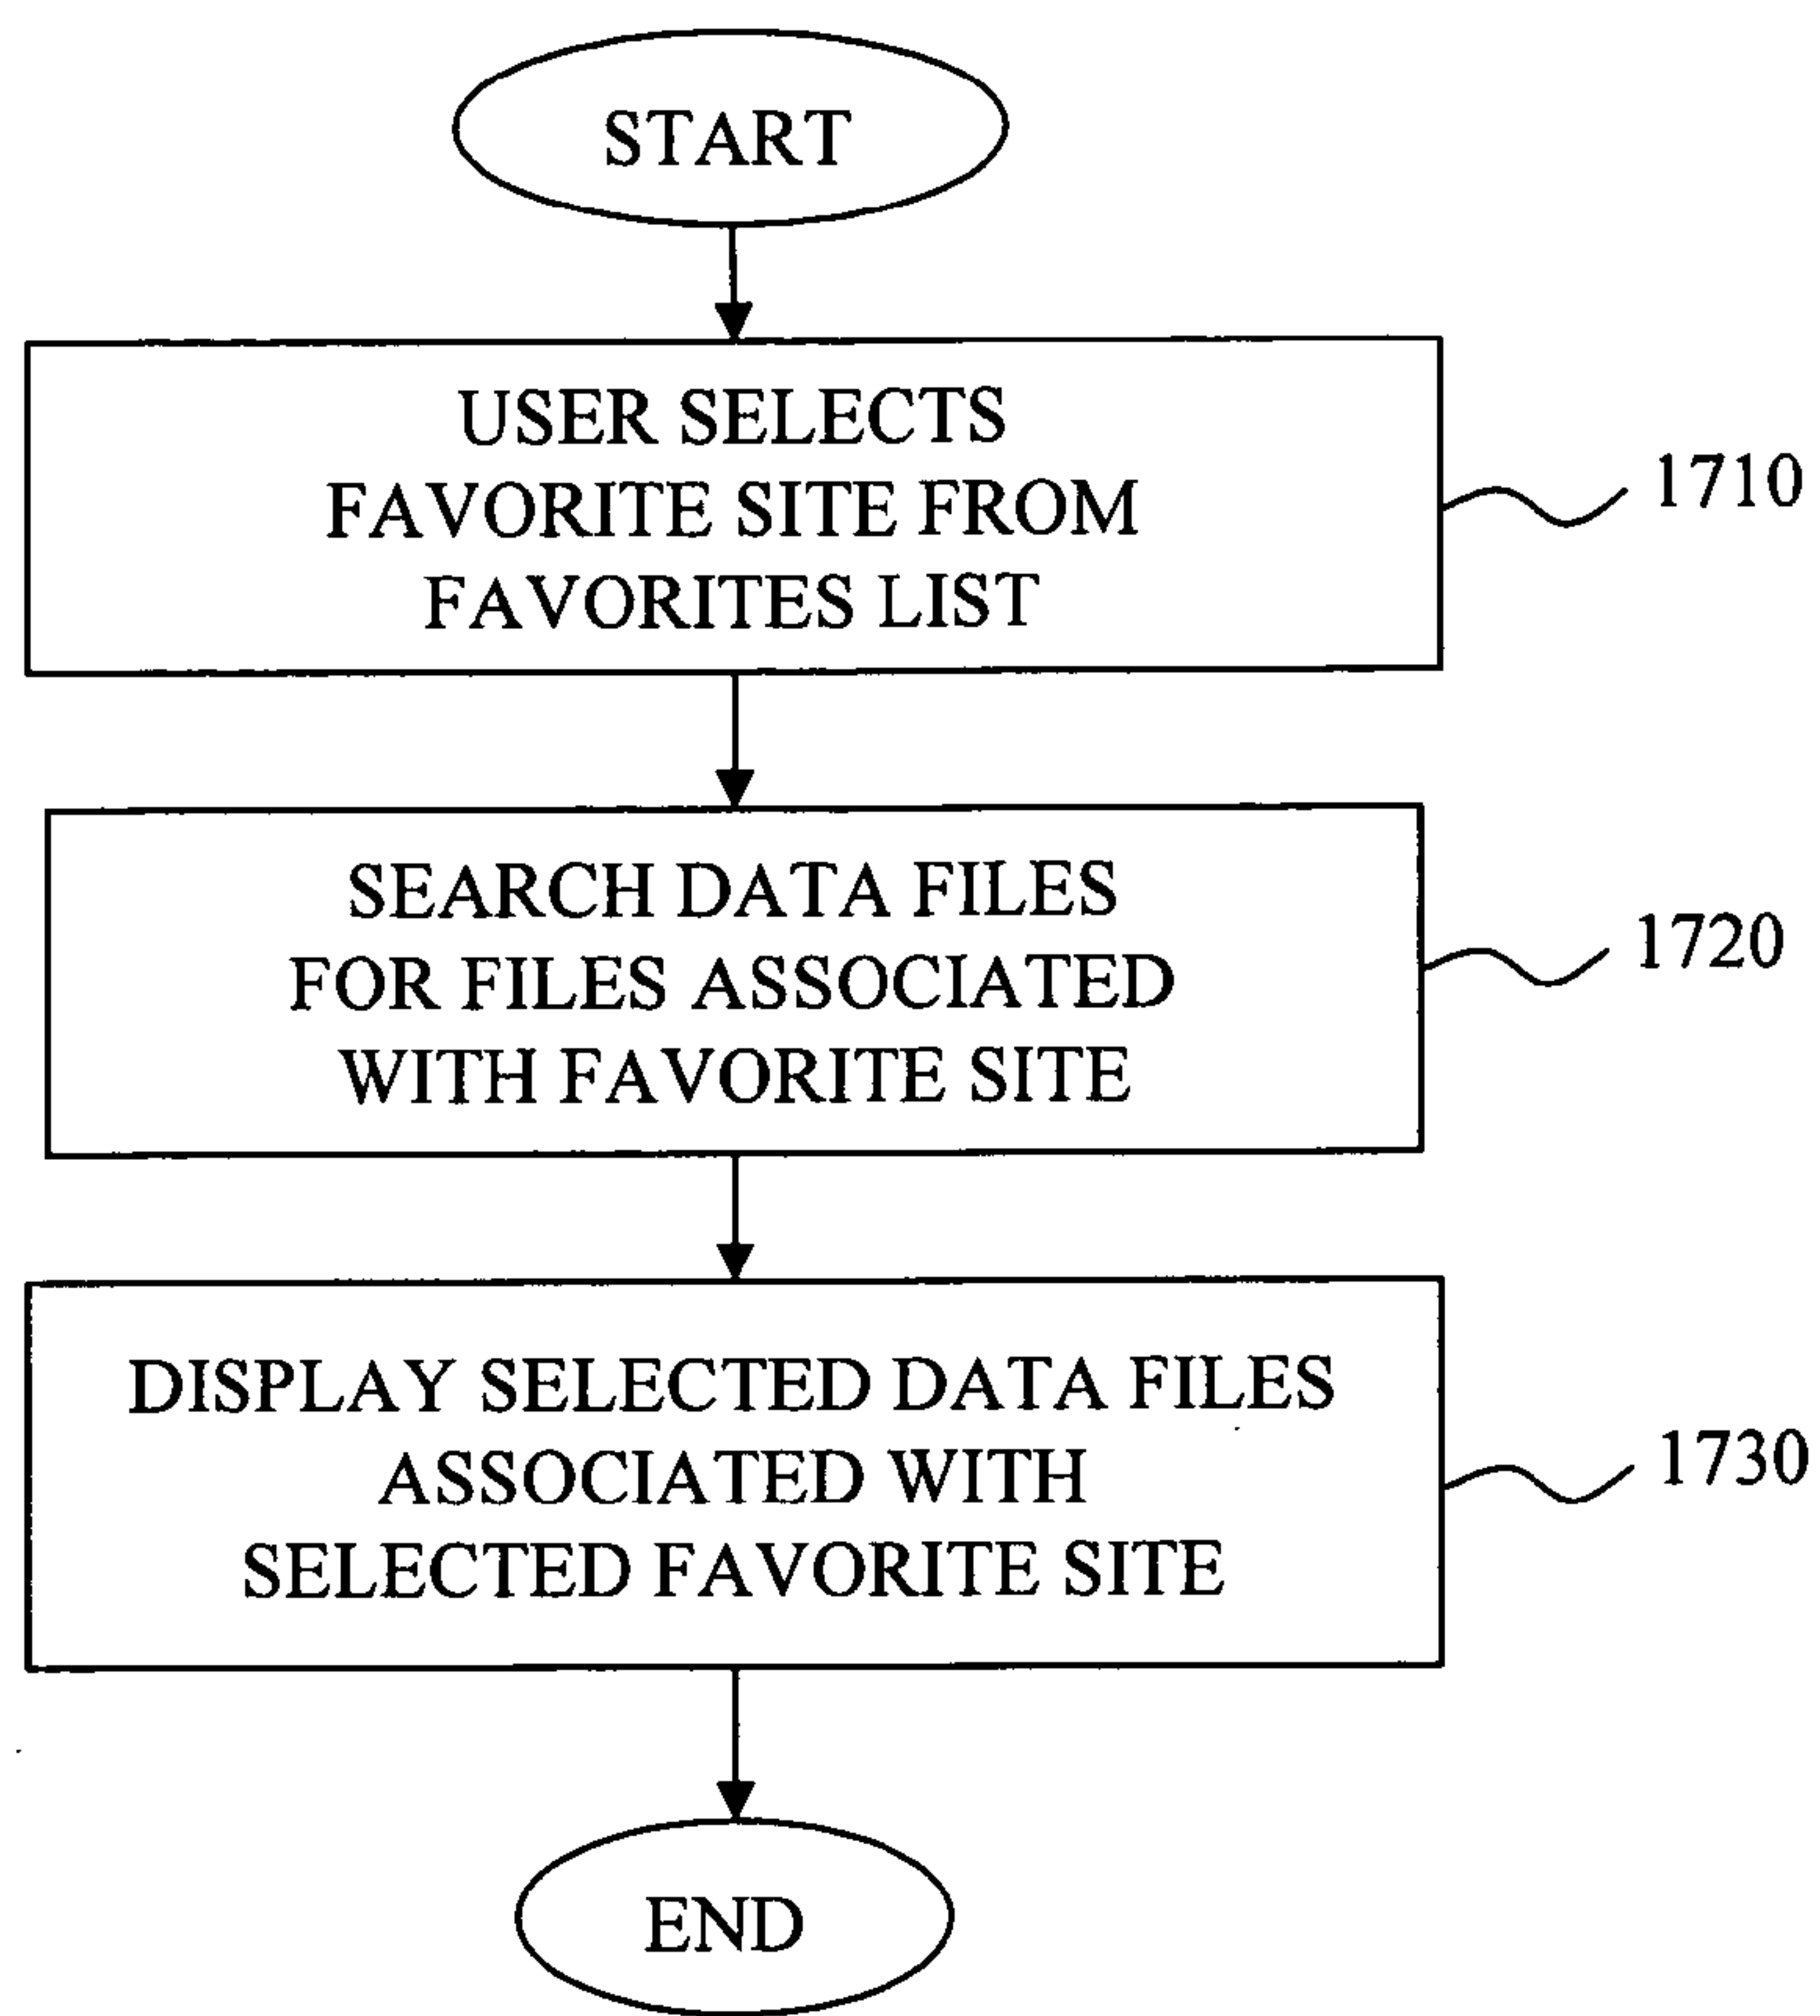 START
USER SELECTS
FAVORITE SITE FROM
FAVORITES LIST
1710
SEARCH DATA FILES
FOR FILES ASSOCIATED
WITH FAVORITE SITE
1720
DISPLAY SELECTED DATA FILES
ASSOCIATED WITH
SELECTED FAVORITE SITE
1730
END